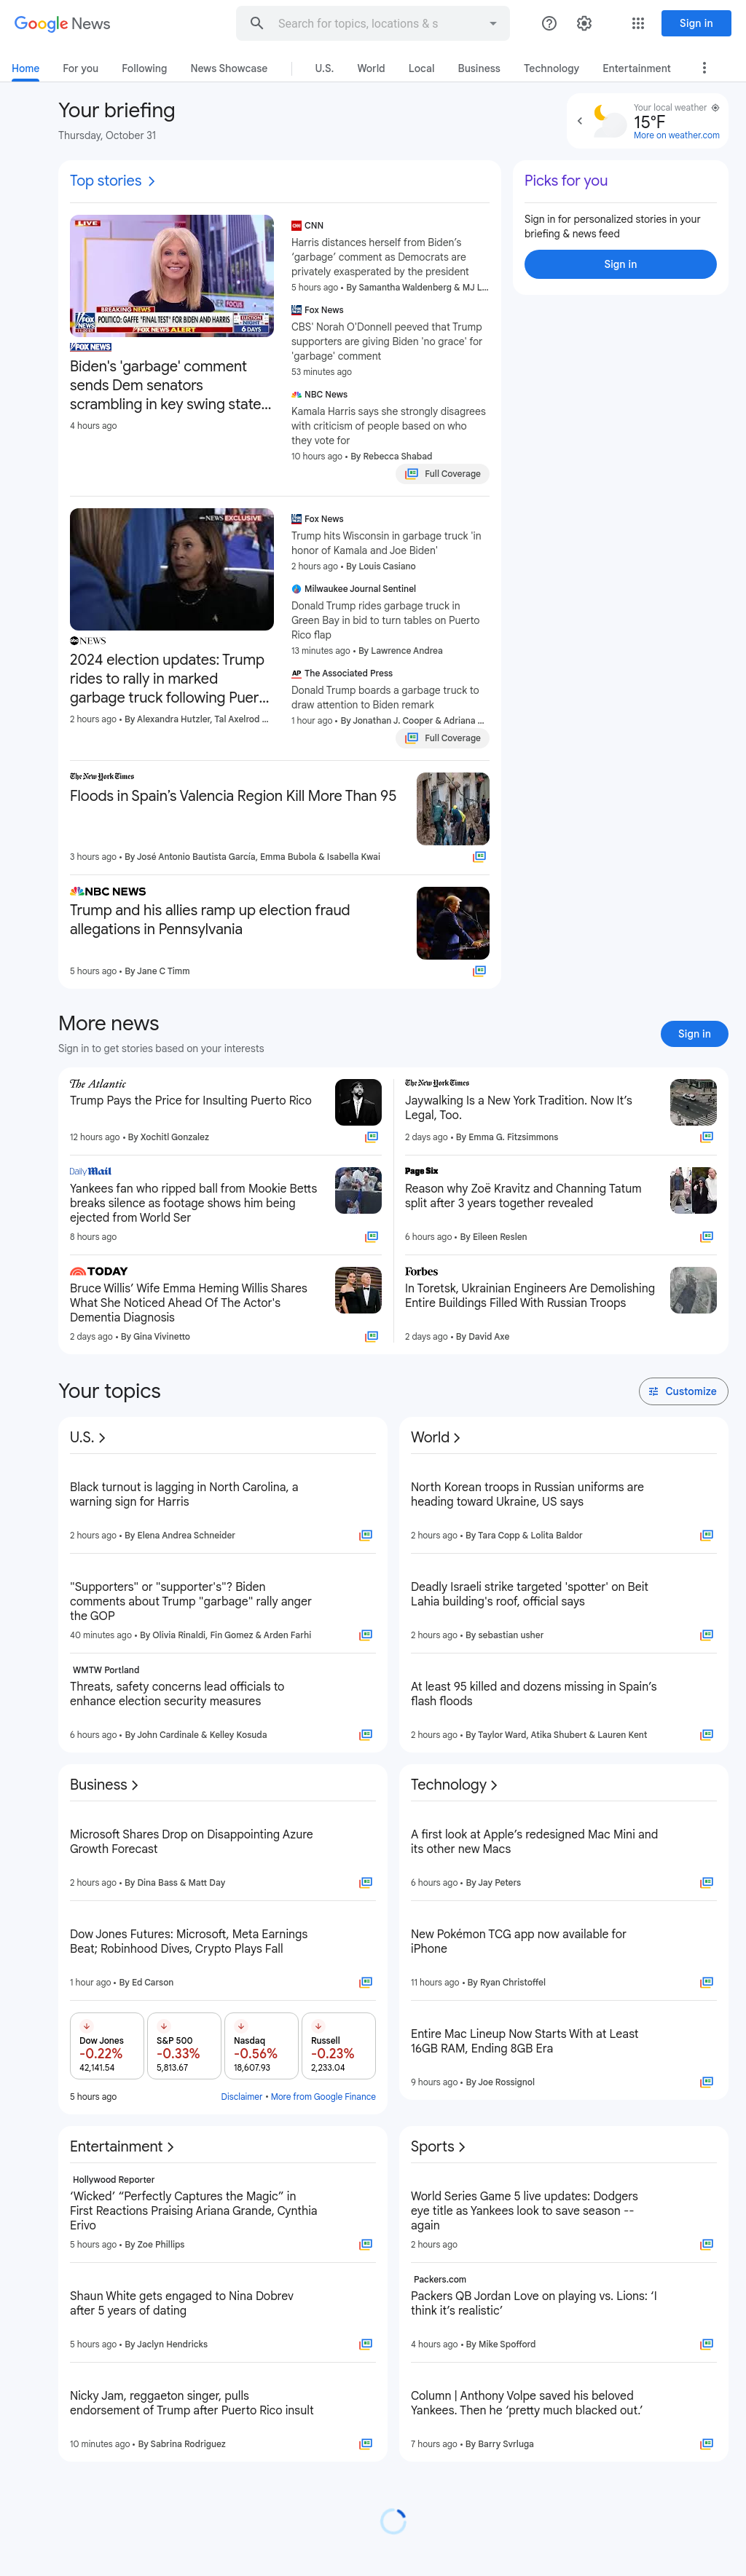 Google News
Search for topics, locations & s
Sign in
Home
For you
Following
News Showcase
U.S.
World
Local
Business
Technology
Entertainment
Your briefing
Thursday, October 31
Your local weather
15°F
More on weather.com
Top stories
LIVE
BREAKING NEWS
POLITICO: GAFFE "FINAL TEST" FOR BIDEN AND HARRIS
FOX NEWS ALERT
ELECTION NIGHT
6 DAYS
FOX NEWS
Biden's 'garbage' comment
sends Dem senators
scrambling in key swing state...
4 hours ago
CNN
Harris distances herself from Biden’s
‘garbage’ comment as Democrats are
privately exasperated by the president
5 hours ago • By Samantha Waldenberg & MJ L...
Fox News
CBS' Norah O'Donnell peeved that Trump
supporters are giving Biden 'no grace' for
'garbage' comment
53 minutes ago
NBC News
Kamala Harris says she strongly disagrees
with criticism of people based on who
they vote for
10 hours ago • By Rebecca Shabad
Full Coverage
Picks for you
Sign in for personalized stories in your
briefing & news feed
Sign in
NEWS EXCLUSIVE
abc NEWS
2024 election updates: Trump
rides to rally in marked
garbage truck following Puer...
2 hours ago • By Alexandra Hutzler, Tal Axelrod ...
Fox News
Trump hits Wisconsin in garbage truck 'in
honor of Kamala and Joe Biden'
2 hours ago • By Louis Casiano
Milwaukee Journal Sentinel
Donald Trump rides garbage truck in
Green Bay in bid to turn tables on Puerto
Rico flap
13 minutes ago • By Lawrence Andrea
AP The Associated Press
Donald Trump boards a garbage truck to
draw attention to Biden remark
1 hour ago • By Jonathan J. Cooper & Adriana ...
Full Coverage
The New York Times
Floods in Spain’s Valencia Region Kill More Than 95
3 hours ago • By José Antonio Bautista García, Emma Bubola & Isabella Kwai
NBC NEWS
Trump and his allies ramp up election fraud
allegations in Pennsylvania
5 hours ago • By Jane C Timm
More news
Sign in to get stories based on your interests
Sign in
The Atlantic
Trump Pays the Price for Insulting Puerto Rico
12 hours ago • By Xochitl Gonzalez
The New York Times
Jaywalking Is a New York Tradition. Now It’s
Legal, Too.
2 days ago • By Emma G. Fitzsimmons
Daily Mail
Yankees fan who ripped ball from Mookie Betts
breaks silence as footage shows him being
ejected from World Ser
8 hours ago
Page Six
Reason why Zoë Kravitz and Channing Tatum
split after 3 years together revealed
6 hours ago • By Eileen Reslen
TODAY
Bruce Willis’ Wife Emma Heming Willis Shares
What She Noticed Ahead Of The Actor's
Dementia Diagnosis
2 days ago • By Gina Vivinetto
Forbes
In Toretsk, Ukrainian Engineers Are Demolishing
Entire Buildings Filled With Russian Troops
2 days ago • By David Axe
Your topics
Customize
U.S.
Black turnout is lagging in North Carolina, a
warning sign for Harris
2 hours ago • By Elena Andrea Schneider
"Supporters" or "supporter's"? Biden
comments about Trump "garbage" rally anger
the GOP
40 minutes ago • By Olivia Rinaldi, Fin Gomez & Arden Farhi
WMTW Portland
Threats, safety concerns lead officials to
enhance election security measures
6 hours ago • By John Cardinale & Kelley Kosuda
World
North Korean troops in Russian uniforms are
heading toward Ukraine, US says
2 hours ago • By Tara Copp & Lolita Baldor
Deadly Israeli strike targeted 'spotter' on Beit
Lahia building's roof, official says
2 hours ago • By sebastian usher
At least 95 killed and dozens missing in Spain’s
flash floods
2 hours ago • By Taylor Ward, Atika Shubert & Lauren Kent
Business
Microsoft Shares Drop on Disappointing Azure
Growth Forecast
2 hours ago • By Dina Bass & Matt Day
Dow Jones Futures: Microsoft, Meta Earnings
Beat; Robinhood Dives, Crypto Plays Fall
1 hour ago • By Ed Carson
Dow Jones
-0.22%
42,141.54
S&P 500
-0.33%
5,813.67
Nasdaq
-0.56%
18,607.93
Russell
-0.23%
2,233.04
5 hours ago
Disclaimer • More from Google Finance
Technology
A first look at Apple’s redesigned Mac Mini and
its other new Macs
6 hours ago • By Jay Peters
New Pokémon TCG app now available for
iPhone
11 hours ago • By Ryan Christoffel
Entire Mac Lineup Now Starts With at Least
16GB RAM, Ending 8GB Era
9 hours ago • By Joe Rossignol
Entertainment
Hollywood Reporter
‘Wicked’ “Perfectly Captures the Magic” in
First Reactions Praising Ariana Grande, Cynthia
Erivo
5 hours ago • By Zoe Phillips
Shaun White gets engaged to Nina Dobrev
after 5 years of dating
5 hours ago • By Jaclyn Hendricks
Nicky Jam, reggaeton singer, pulls
endorsement of Trump after Puerto Rico insult
10 minutes ago • By Sabrina Rodriguez
Sports
World Series Game 5 live updates: Dodgers
eye title as Yankees look to save season --
again
2 hours ago
Packers.com
Packers QB Jordan Love on playing vs. Lions: ‘I
think it’s realistic’
4 hours ago • By Mike Spofford
Column | Anthony Volpe saved his beloved
Yankees. Then he ‘pretty much blacked out.’
7 hours ago • By Barry Svrluga